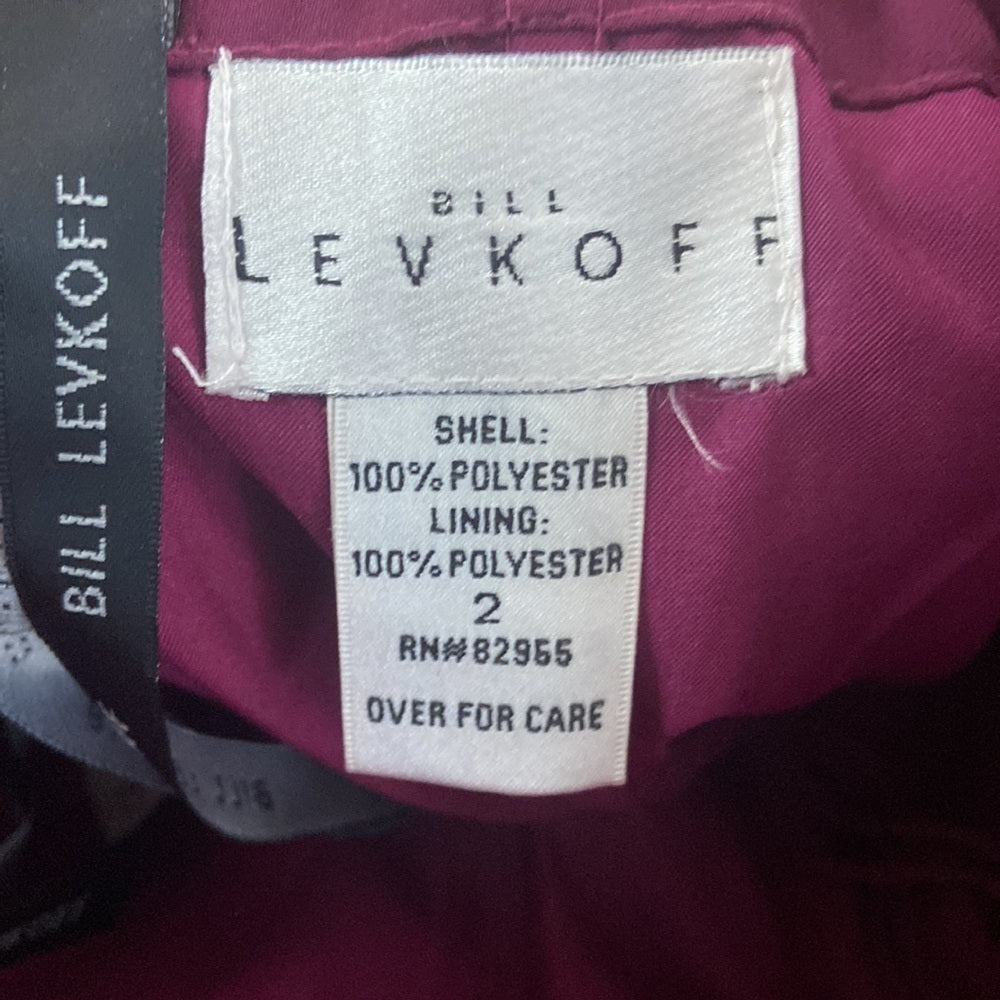 BILL LEVKOFF
BILL
LEVKOFF
SHELL:
100% POLYESTER
LINING:
100% POLYESTER
2
RN#82955
OVER FOR CARE